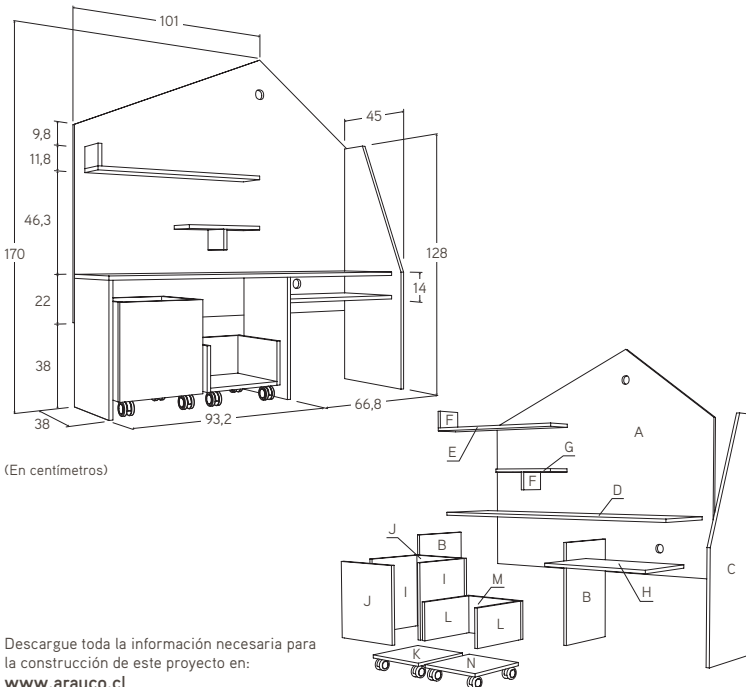 101
45
9,8
11,8
46,3
170
128
14
22
38
93,2
66,8
38
(En centímetros)
F
A
E
G
F
D
J
B
C
I
I
M
J
H
B
L
L
K
N
Descargue toda la información necesaria para
la construcción de este proyecto en:
www.arauco.cl